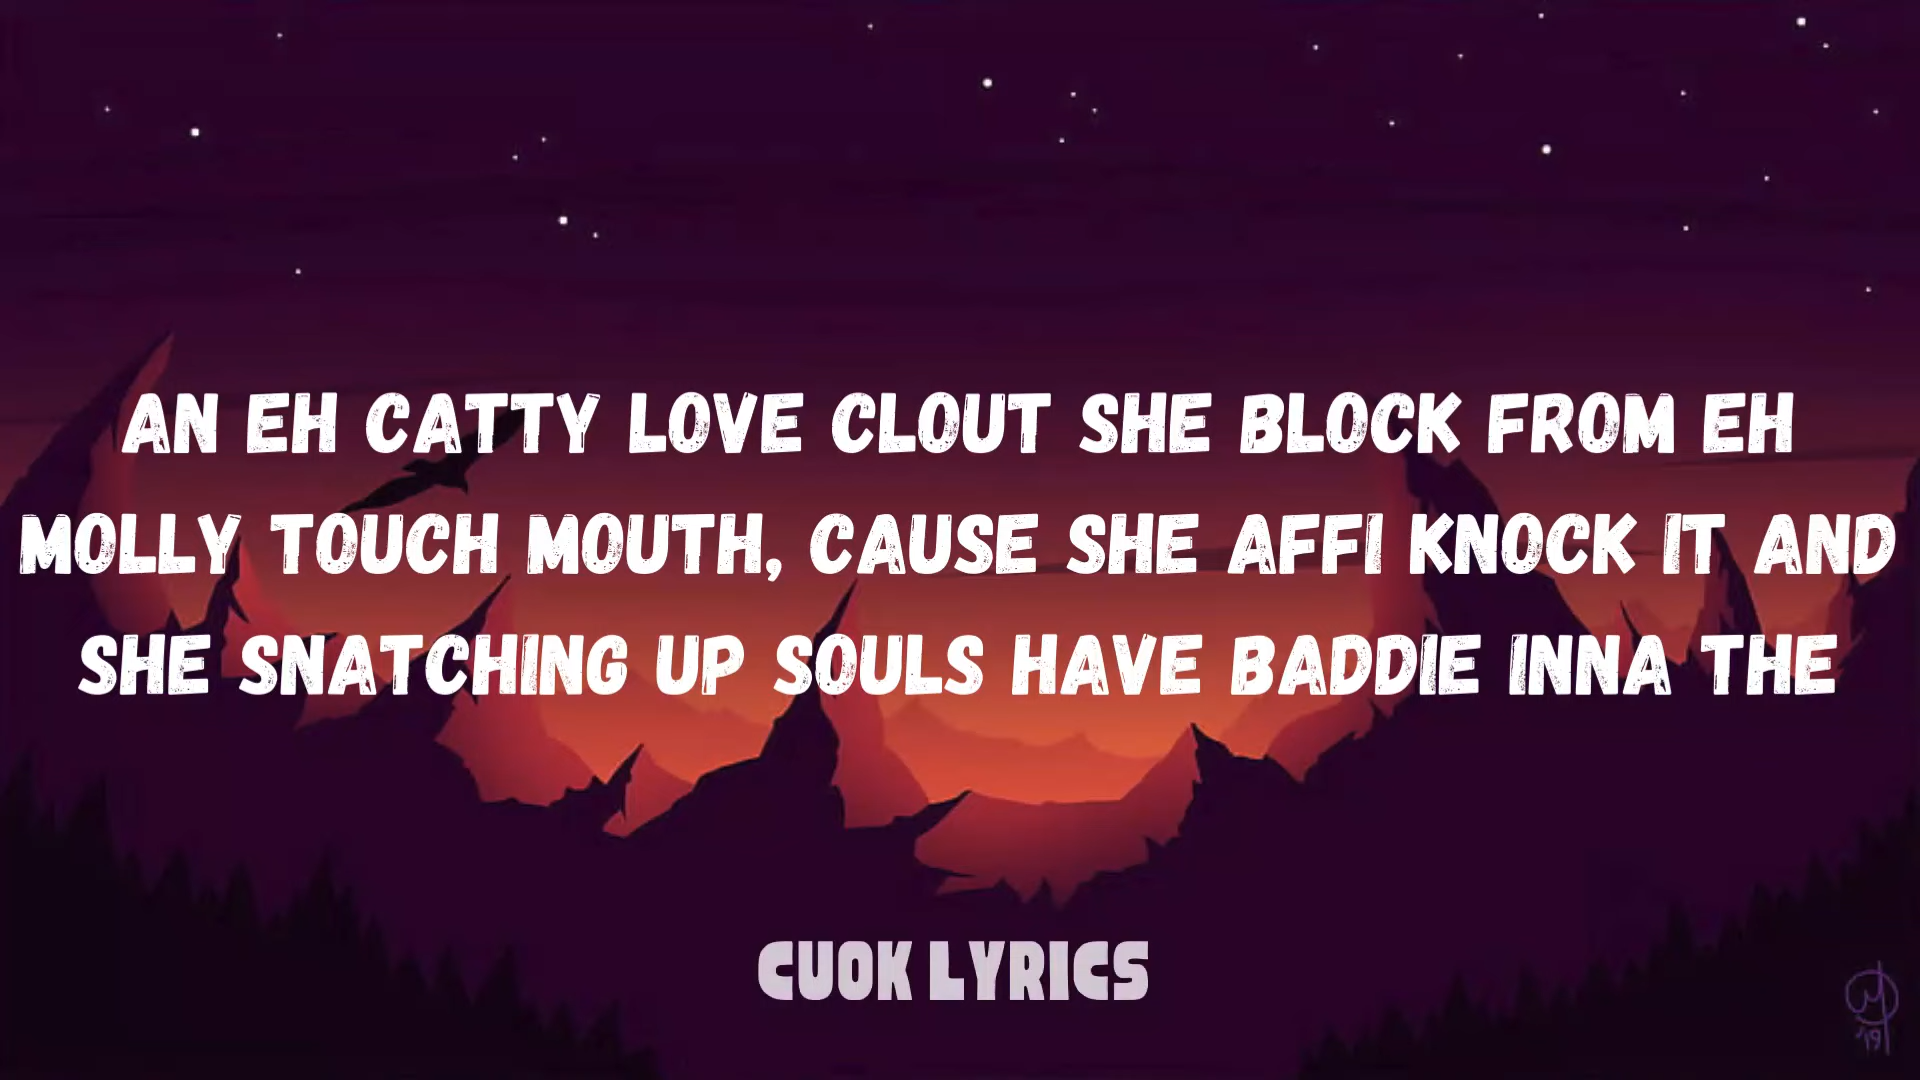 AN EH CATTY LOVE CLOUT SHE BLOCK FROM EH
MOLLY TOUCH MOUTH, CAUSE SHE AFFI KNOCK IT AND
SHE SNATCHING UP SOULS HAVE BADDIE INNA THE
CUOK LYRICS
'19